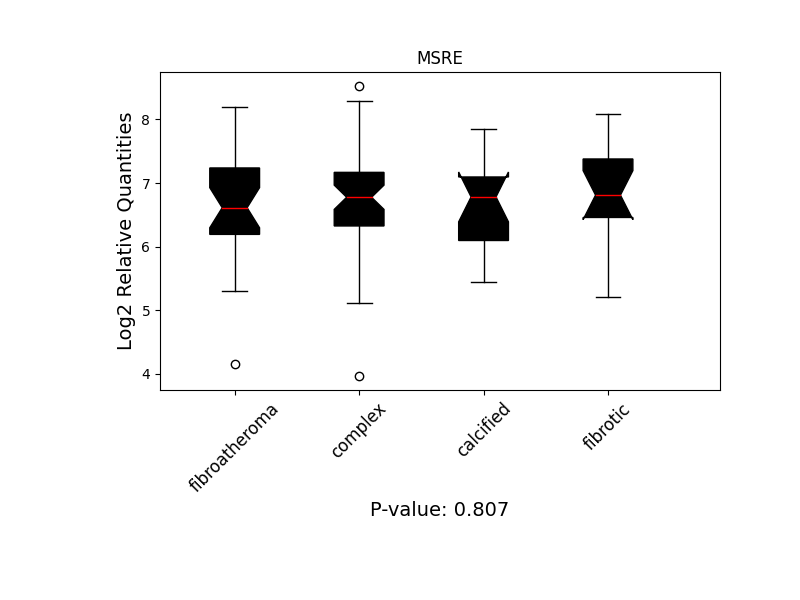 MSRE
Log2 Relative Quantities
8
7
6
5
4
fibroatheroma
complex
calcified
fibrotic
P-value: 0.807